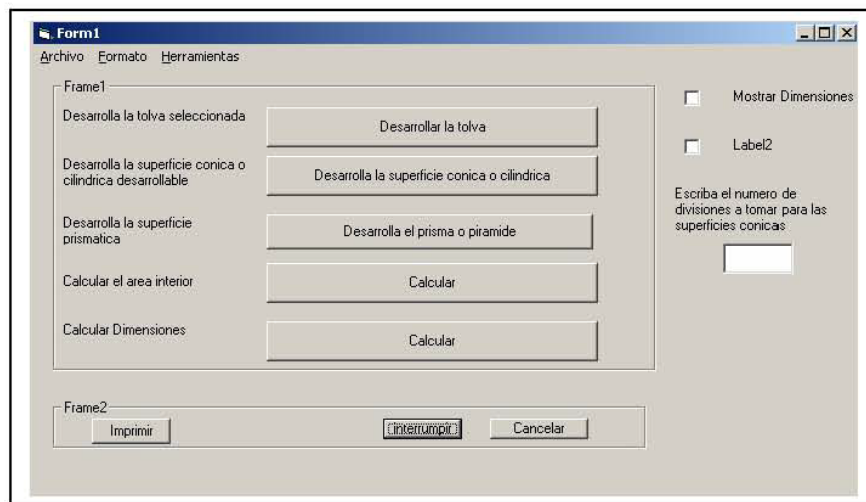 Form1
Archivo Formato Herramientas
Frame1
Desarrolla la tolva seleccionada
Desarrollar la tolva
Desarrolla la superficie conica o
cilindrica desarrollable
Desarrolla la superficie conica o cilindrica
Desarrolla la superficie
prismatica
Desarrolla el prisma o piramide
Calcular el area interior
Calcular
Calcular Dimensiones
Calcular
Mostrar Dimensiones
Label2
Escriba el numero de
divisiones a tomar para las
superficies conicas
Frame2
Imprimir
interrumpir
Cancelar